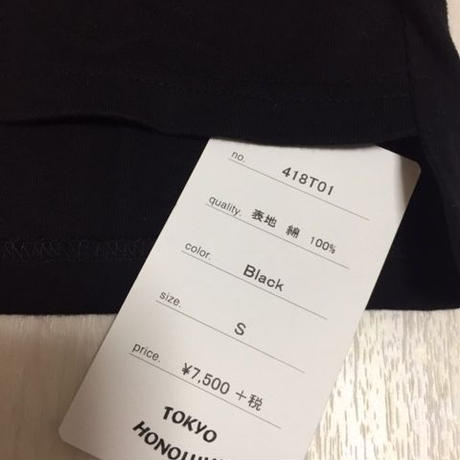 no. 418T01
quality. 表地 綿 100%
color. Black
size. S
price. ¥7,500 +税
TOKYO